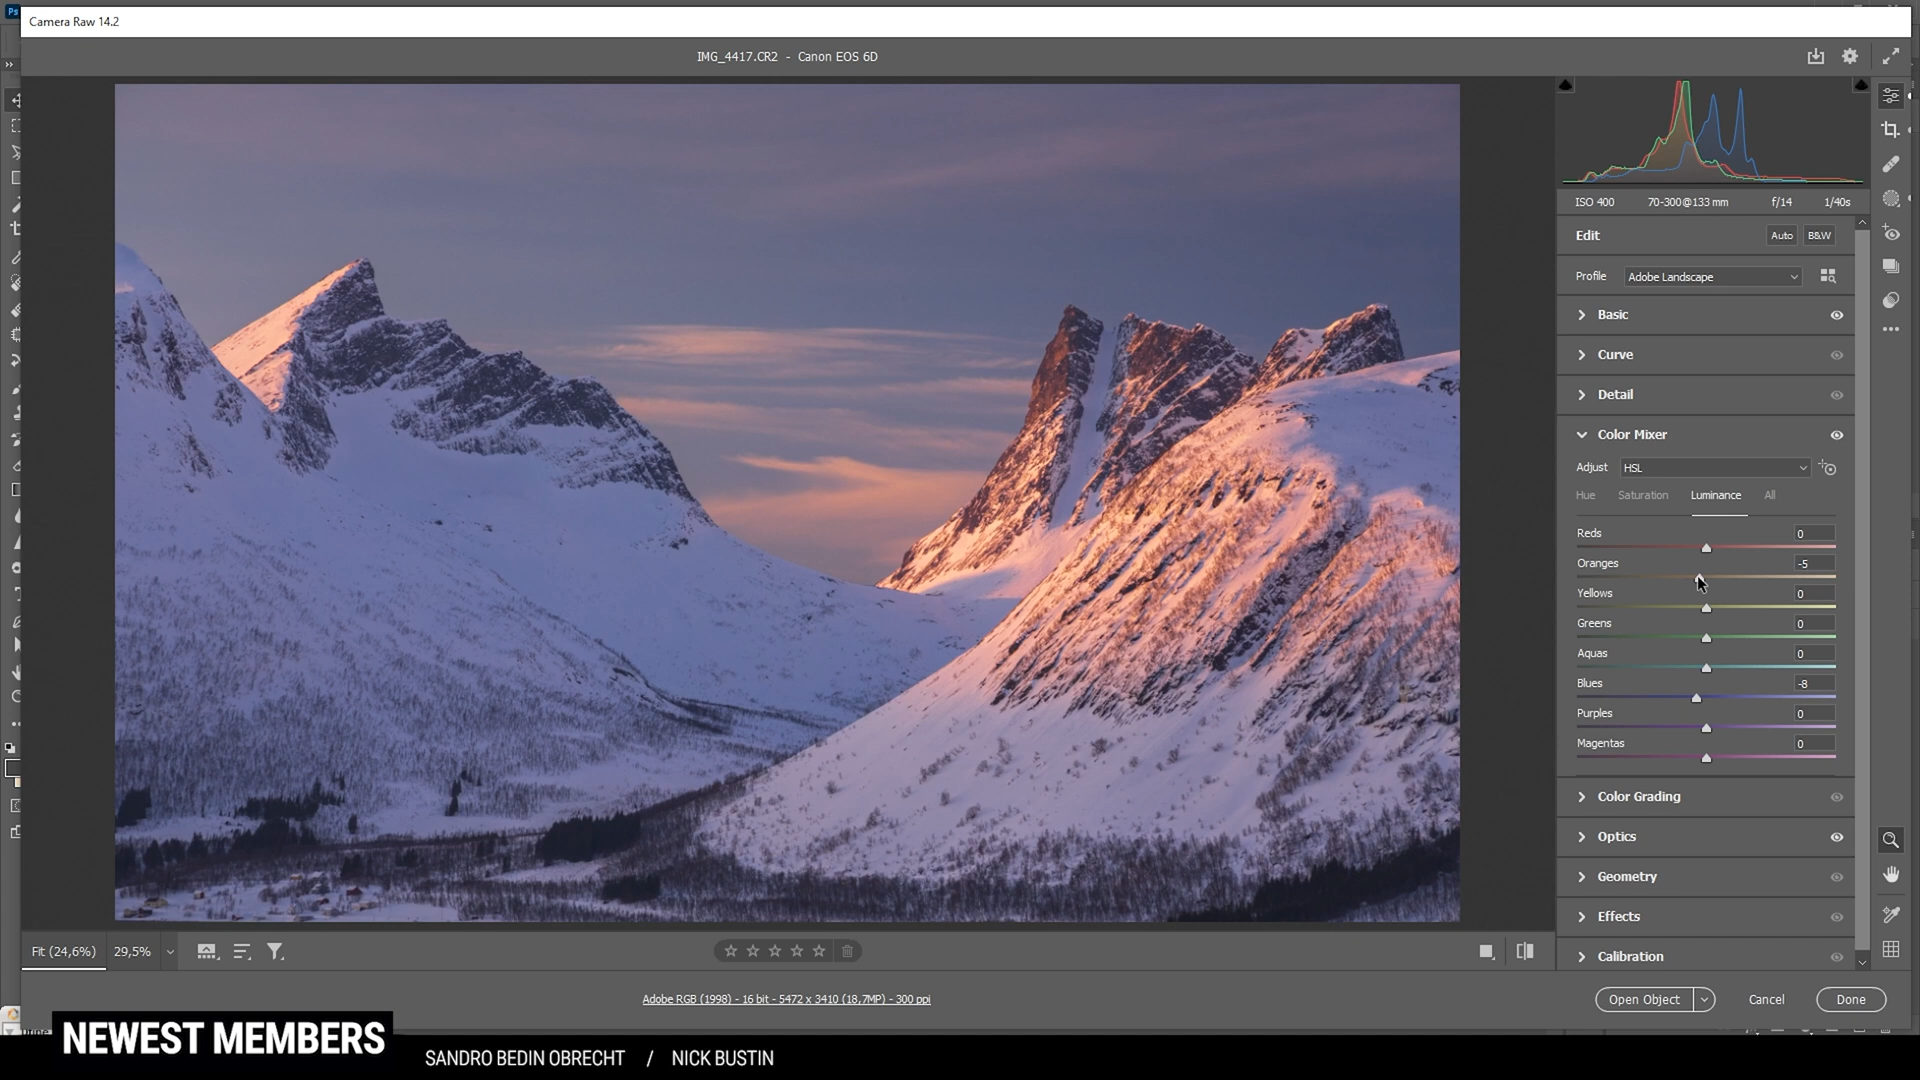 Ps
Camera Raw 14.2
IMG_4417.CR2 - Canon EOS 6D
ISO 400 70-300@133 mm f/14 1/40s
Edit Auto B&W
Profile Adobe Landscape
Basic
Curve
Detail
Color Mixer
Adjust HSL
Hue Saturation Luminance All
Reds 0
Oranges -5
Yellows 0
Greens 0
Aquas 0
Blues -8
Purples 0
Magentas 0
Color Grading
Optics
Geometry
Effects
Calibration
Fit (24,6%) 29,5%
Adobe RGB (1998) - 16 bit - 5472 x 3410 (18,7MP) - 300 ppi
Open Object Cancel Done
NEWEST MEMBERS
SANDRO BEDIN OBRECHT / NICK BUSTIN